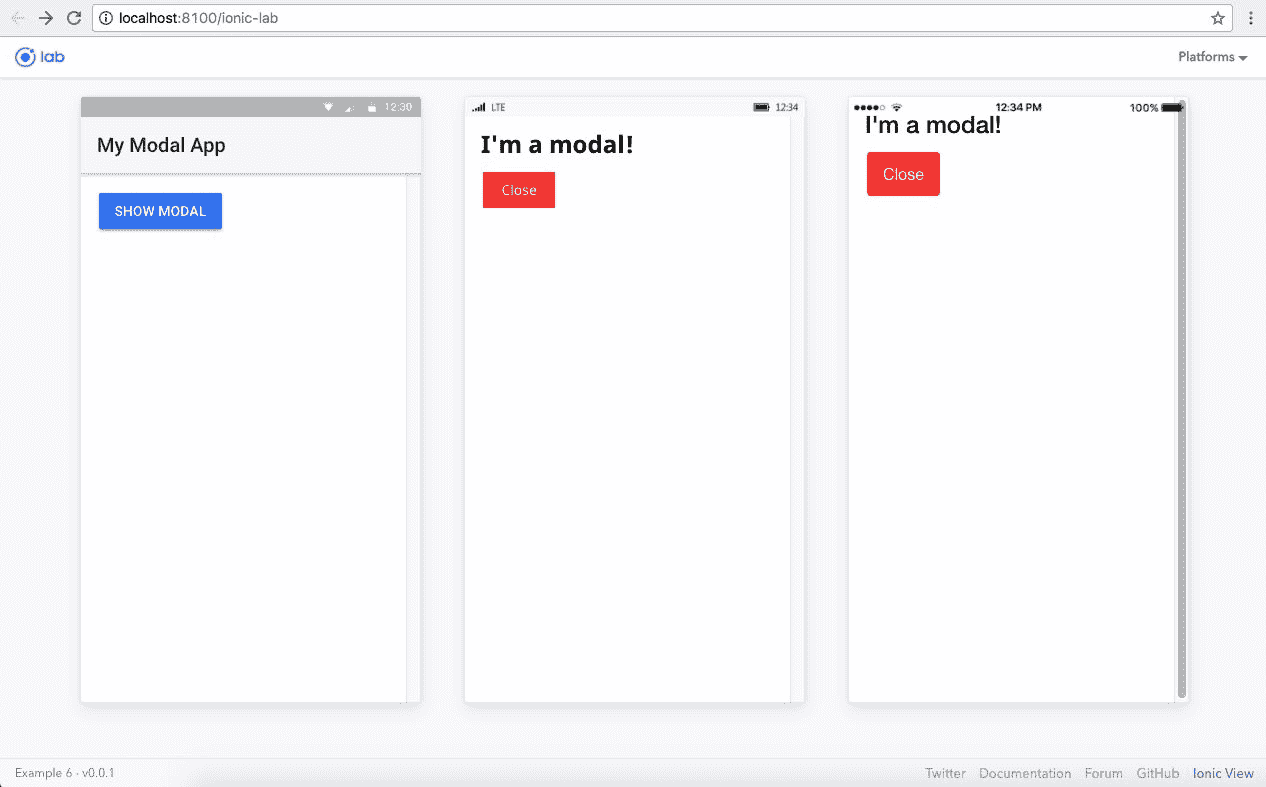 localhost:8100/ionic-lab
lab
Platforms
12:30
My Modal App
SHOW MODAL
LTE
12:34
I'm a modal!
Close
12:34 PM
100%
I'm a modal!
Close
Example 6 - v0.0.1
Twitter Documentation Forum GitHub Ionic View